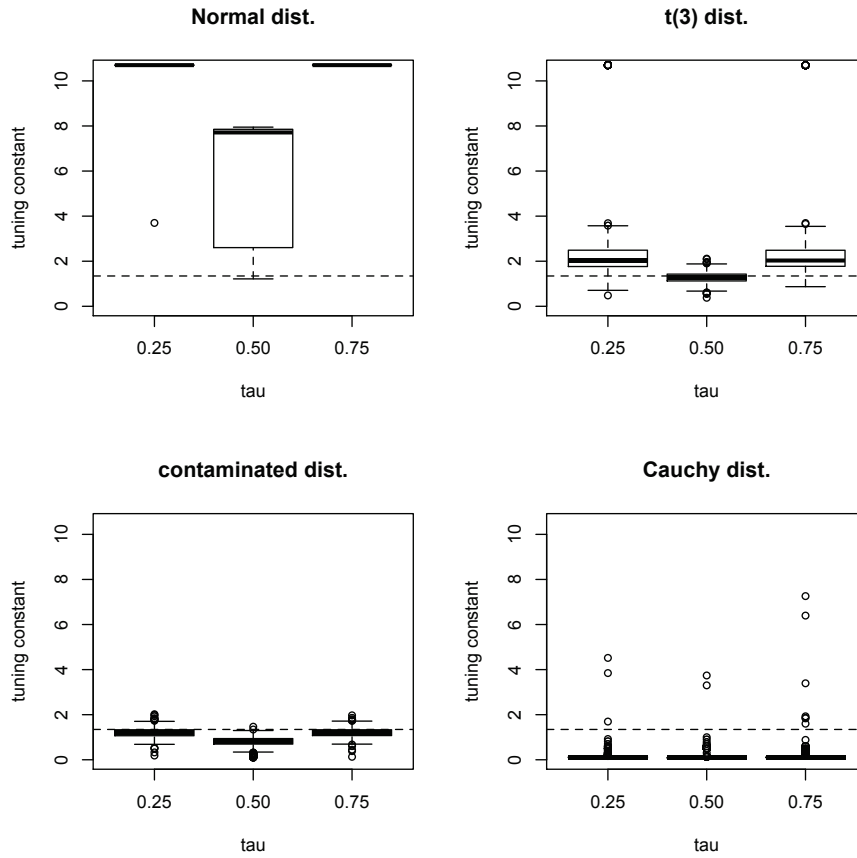 Normal dist.
tuning constant
0 2 4 6 8 10
0.25 0.50 0.75
tau
t(3) dist.
tuning constant
0 2 4 6 8 10
0.25 0.50 0.75
tau
contaminated dist.
tuning constant
0 2 4 6 8 10
0.25 0.50 0.75
tau
Cauchy dist.
tuning constant
0 2 4 6 8 10
0.25 0.50 0.75
tau